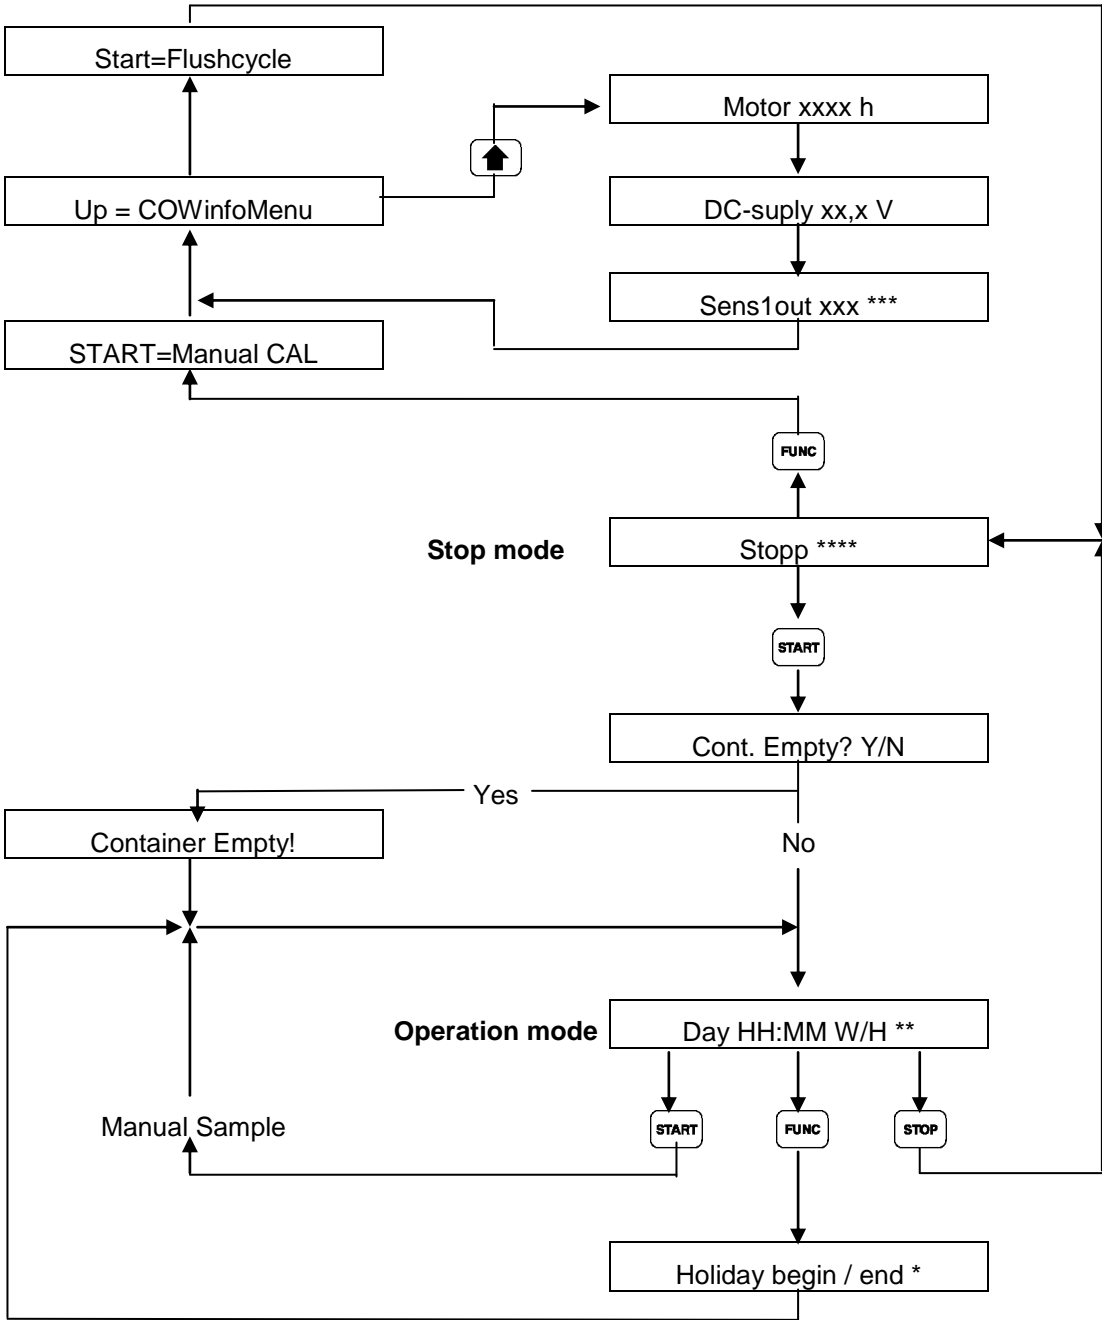 Start=Flushcycle
Motor xxxx h
Up = COWinfoMenu
DC-suply xx,x V
Sens1out xxx ***
START=Manual CAL
FUNC
Stop mode
Stopp ****
START
Cont. Empty? Y/N
Yes
Container Empty!
No
Operation mode
Day HH:MM W/H **
Manual Sample
START
FUNC
STOP
Holiday begin / end *